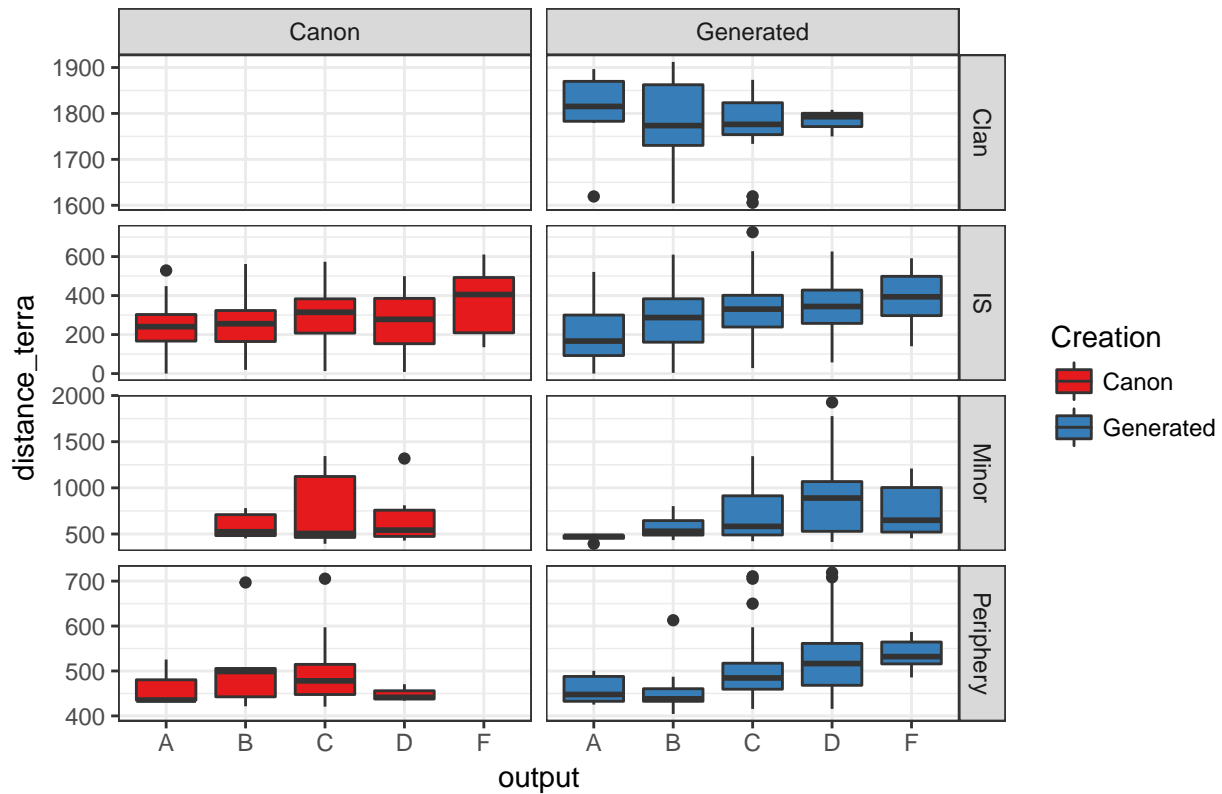 Canon Generated
1900
1800
1700
1600
Clan
600
400
200
0
IS
2000
1500
1000
500
Minor
700
600
500
400
Periphery
A B C D F A B C D F
output
distance_terra
Creation
Canon
Generated